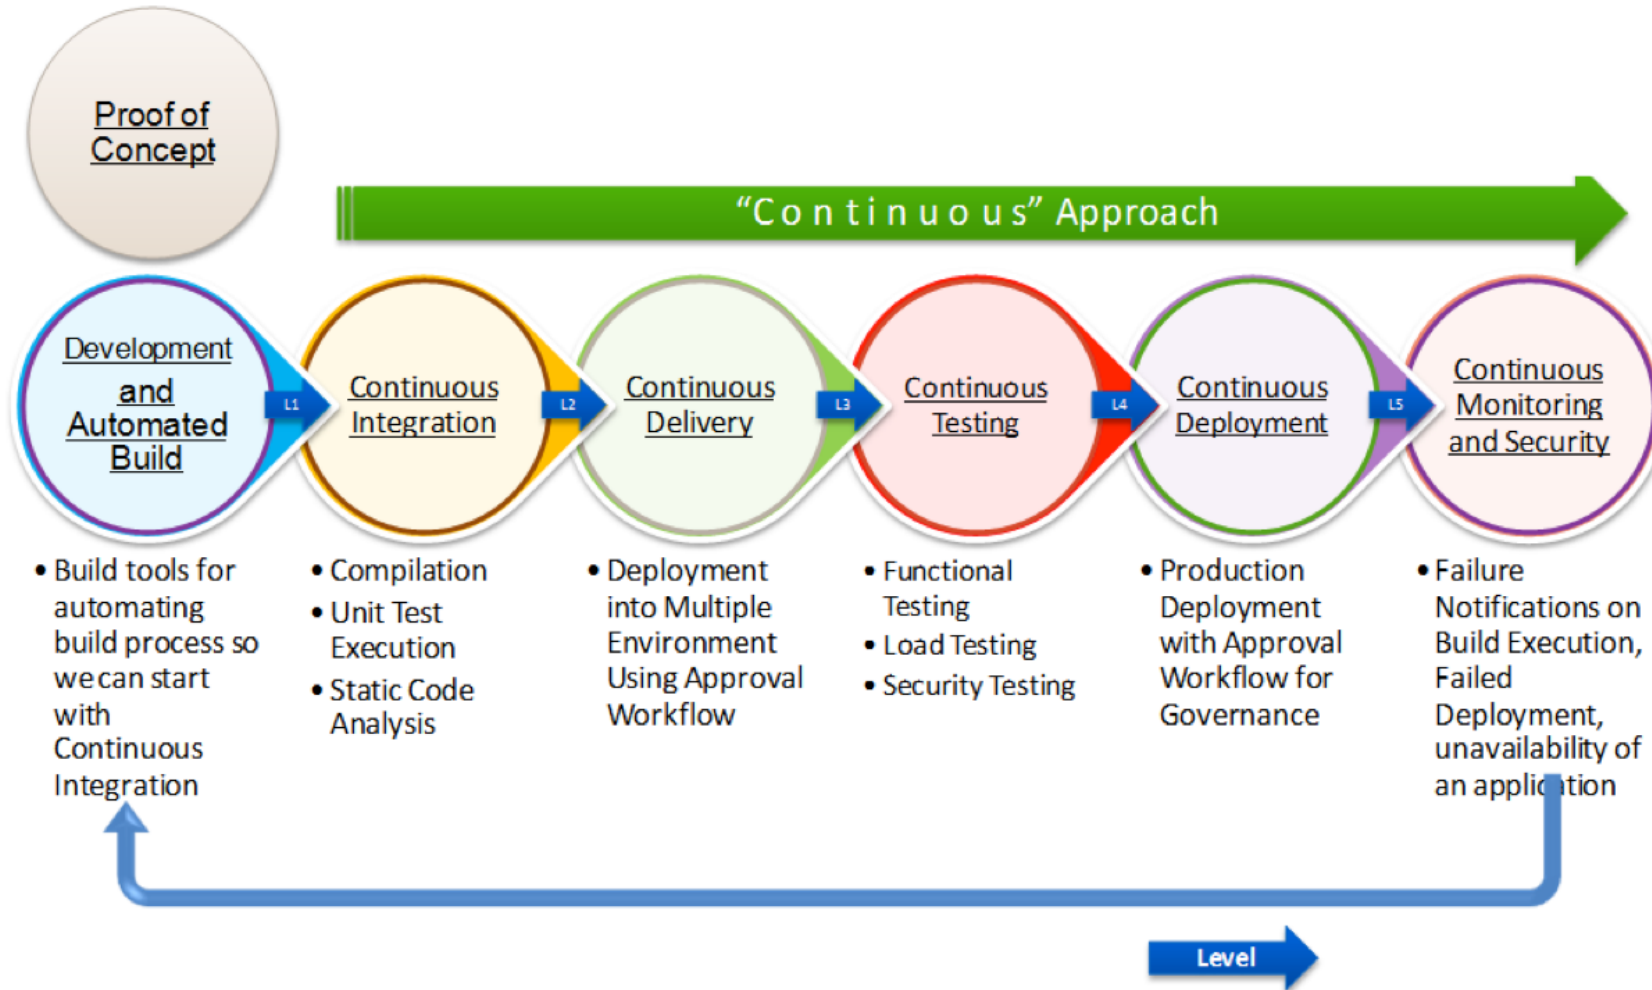 Proof of
Concept
“Continuous” Approach
Development
and
Automated
Build
L1
Continuous
Integration
L2
Continuous
Delivery
L3
Continuous
Testing
L4
Continuous
Deployment
L5
Continuous
Monitoring
and Security
• Build tools for
automating
build process so
we can start
with
Continuous
Integration
• Compilation
• Unit Test
Execution
• Static Code
Analysis
• Deployment
into Multiple
Environment
Using Approval
Workflow
• Functional
Testing
• Load Testing
• Security Testing
• Production
Deployment
with Approval
Workflow for
Governance
• Failure
Notifications on
Build Execution,
Failed
Deployment,
unavailability of
an application
Level